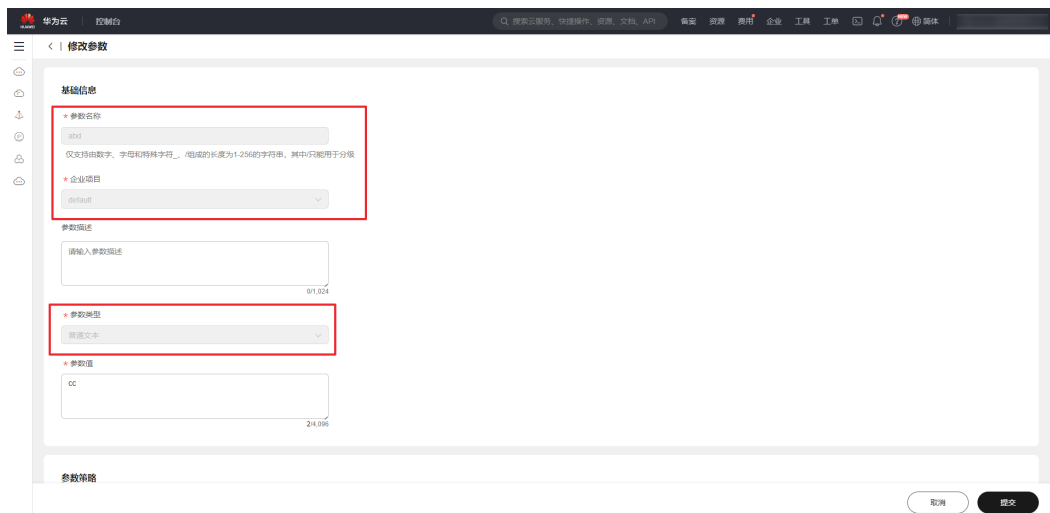 HUAWEI 华为云 控制台 搜索云服务、快捷操作、资源、文档、API 备案 资源 费用 企业 工具 工单 NEW 简体
< | 修改参数
基础信息
* 参数名称
abd
仅支持由数字、字母和特殊字符_、/组成的长度为1-256的字符串，其中/只能用于分级
* 企业项目
default
参数描述
请输入参数描述
0/1,024
* 参数类型
普通文本
* 参数值
cc
2/4,096
参数策略
取消 提交